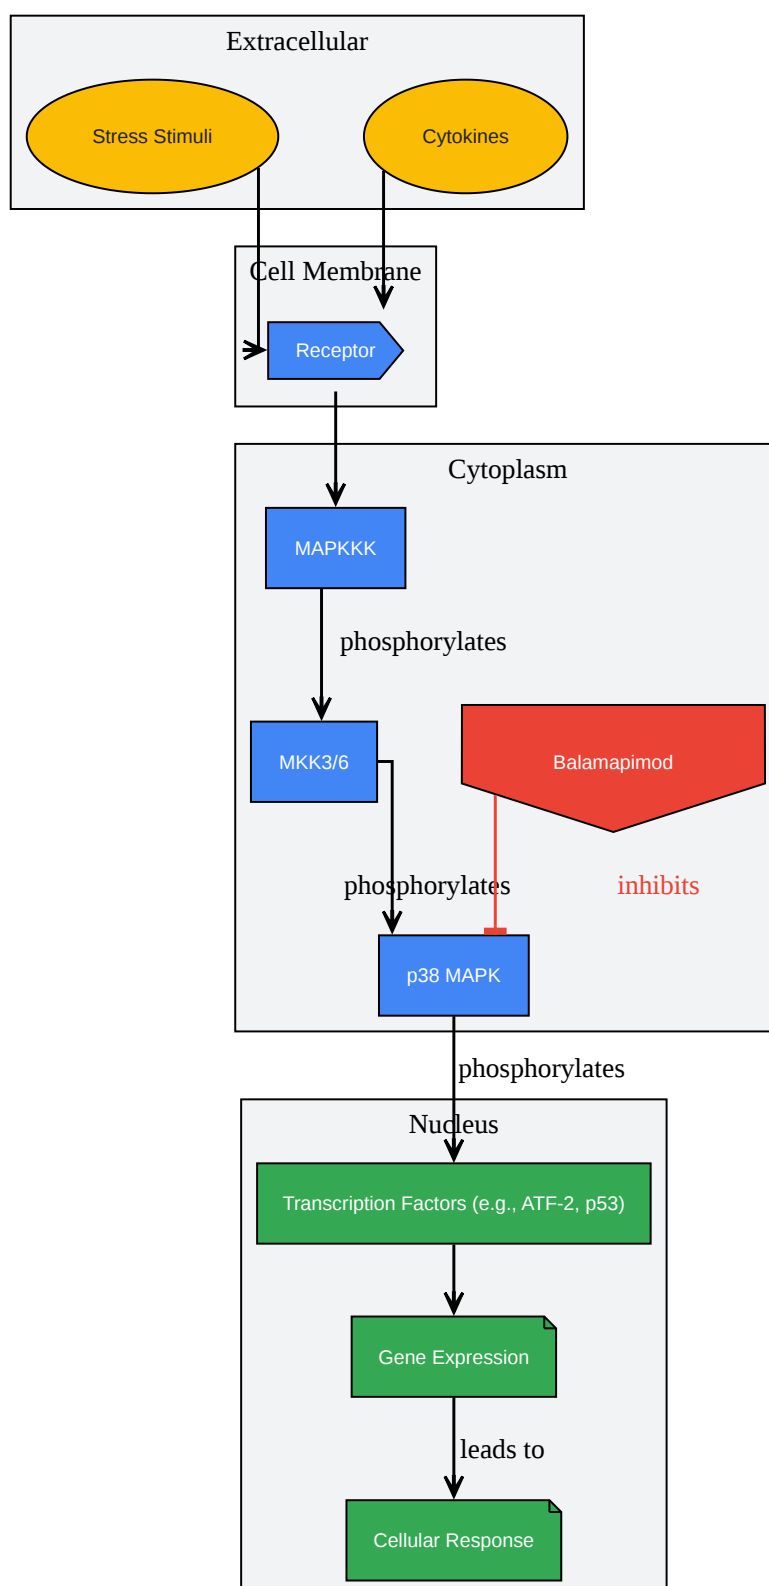 Extracellular
Stress Stimuli
Cytokines
Cell Membrane
Receptor
Cytoplasm
MAPKKK
phosphorylates
MKK3/6
Balamapimod
phosphorylates
inhibits
p38 MAPK
phosphorylates
Nucleus
Transcription Factors (e.g., ATF-2, p53)
Gene Expression
leads to
Cellular Response